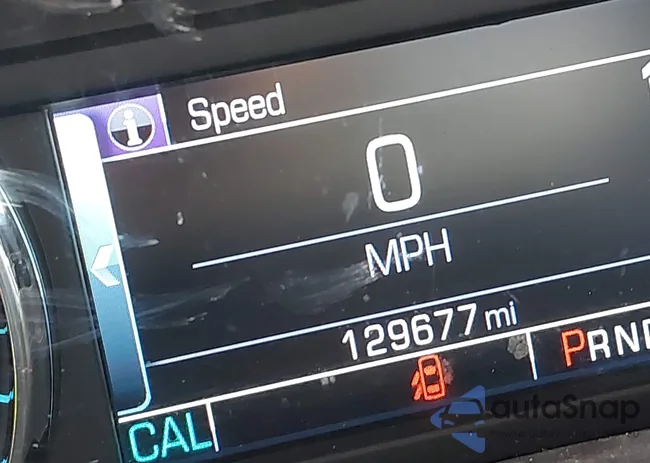 Speed
0
MPH
129677 mi
PRND
CAL
autoSnap